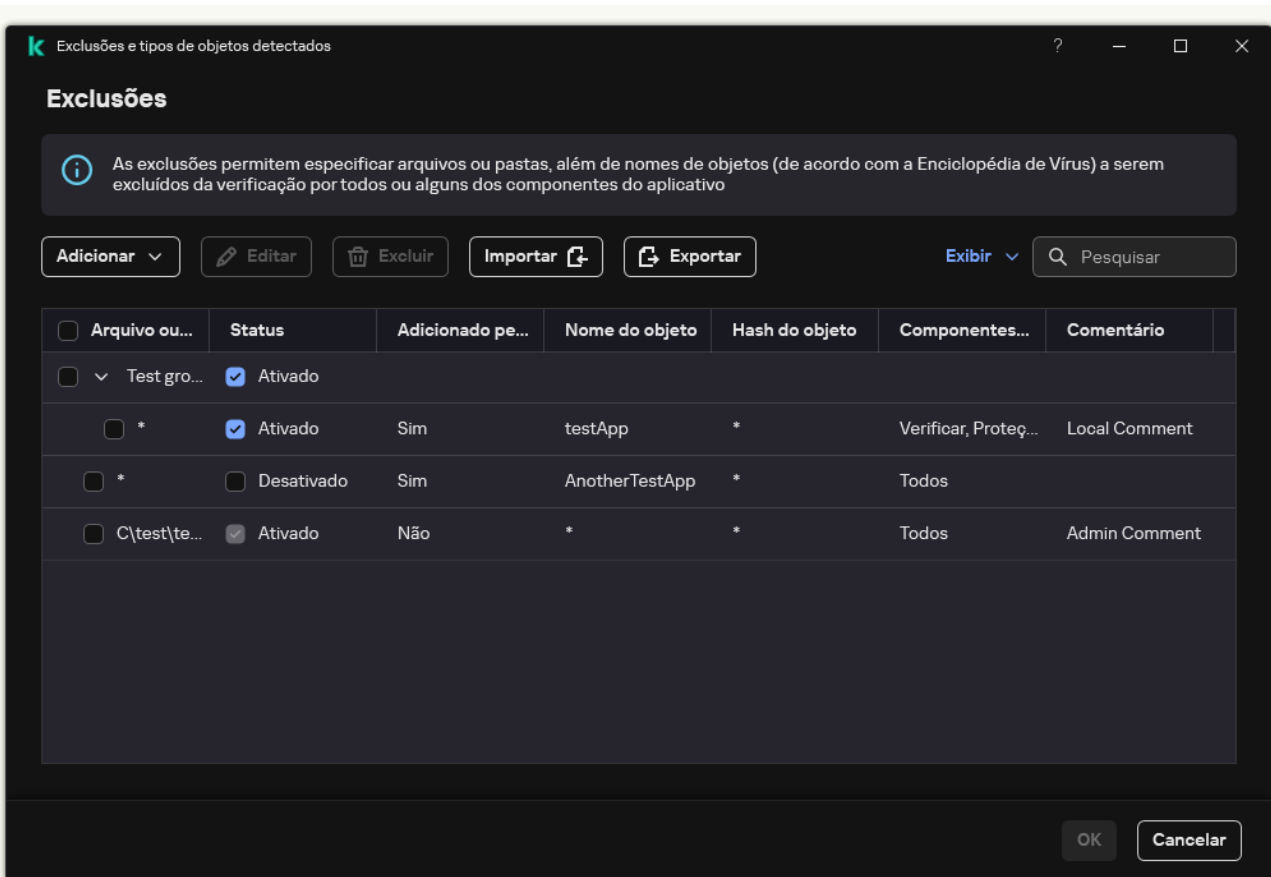 Exclusões e tipos de objetos detectados ?
Exclusões
As exclusões permitem especificar arquivos ou pastas, além de nomes de objetos (de acordo com a Enciclopédia de Vírus) a serem
excluídos da verificação por todos ou alguns dos componentes do aplicativo
Adicionar Editar Excluir Importar Exportar Exibir Pesquisar
Arquivo ou... Status Adicionado pe... Nome do objeto Hash do objeto Componentes... Comentário
Test gro... Ativado
* Ativado Sim testApp * Verificar, Proteç... Local Comment
* Desativado Sim AnotherTestApp * Todos
C\test\te... Ativado Não * * Todos Admin Comment
OK Cancelar